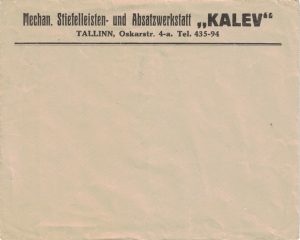 Mechan. Stiefelleisten- und Absatzwerkstatt „KALEV“
TALLINN, Oskarstr. 4-a. Tel. 435-94